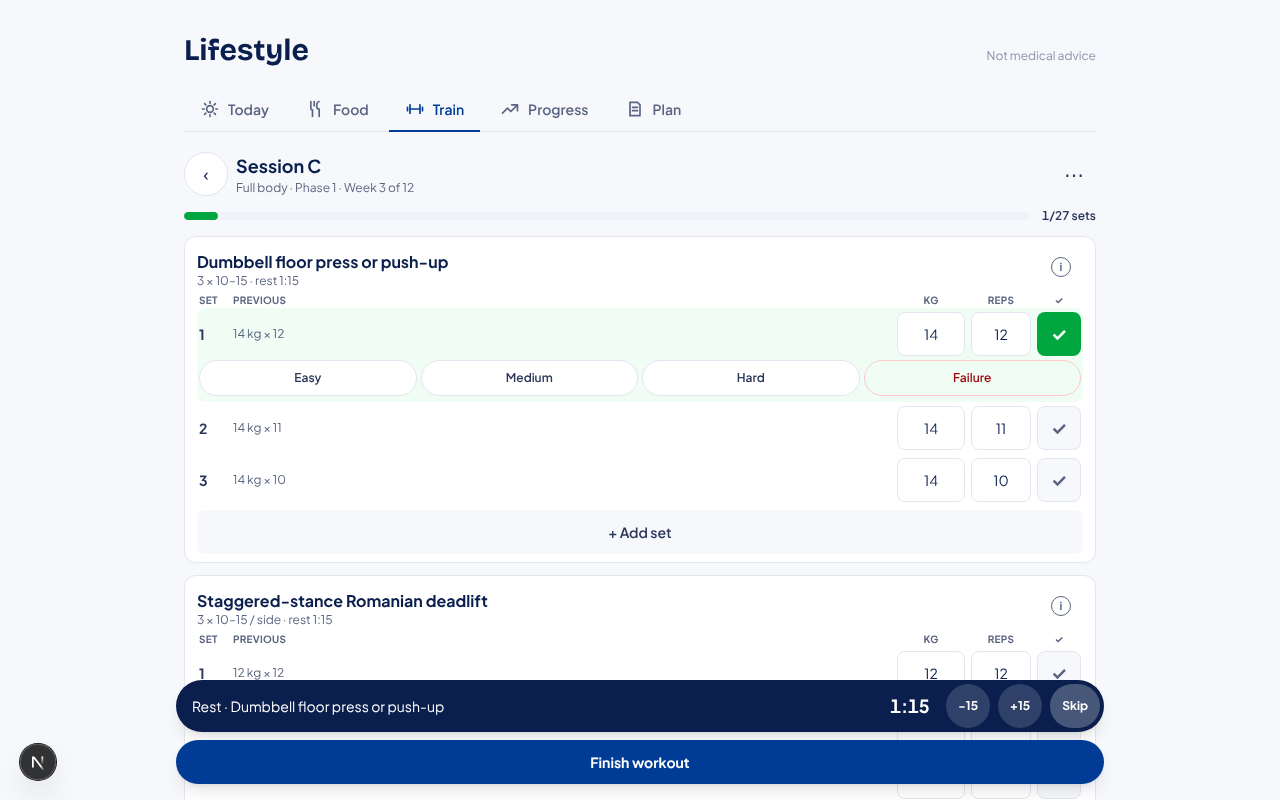 Lifestyle
Not medical advice
Today
Food
Train
Progress
Plan
‹
Session C
...
Full body · Phase 1 · Week 3 of 12
1/27 sets
Dumbbell floor press or push-up
i
3 × 10–15 · rest 1:15
SET PREVIOUS KG REPS ✓
1 14 kg × 12 14 12 ✓
Easy Medium Hard Failure
2 14 kg × 11 14 11 ✓
3 14 kg × 10 14 10 ✓
+ Add set
Staggered-stance Romanian deadlift
i
3 × 10–15 / side · rest 1:15
SET PREVIOUS KG REPS ✓
1 12 kg × 12 12 12 ✓
Rest · Dumbbell floor press or push-up 1:15 −15 +15 Skip
N
Finish workout